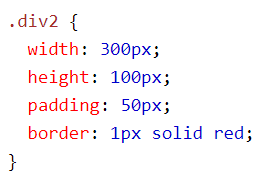 .div2 {
  width: 300px;
  height: 100px;
  padding: 50px;
  border: 1px solid red;
}